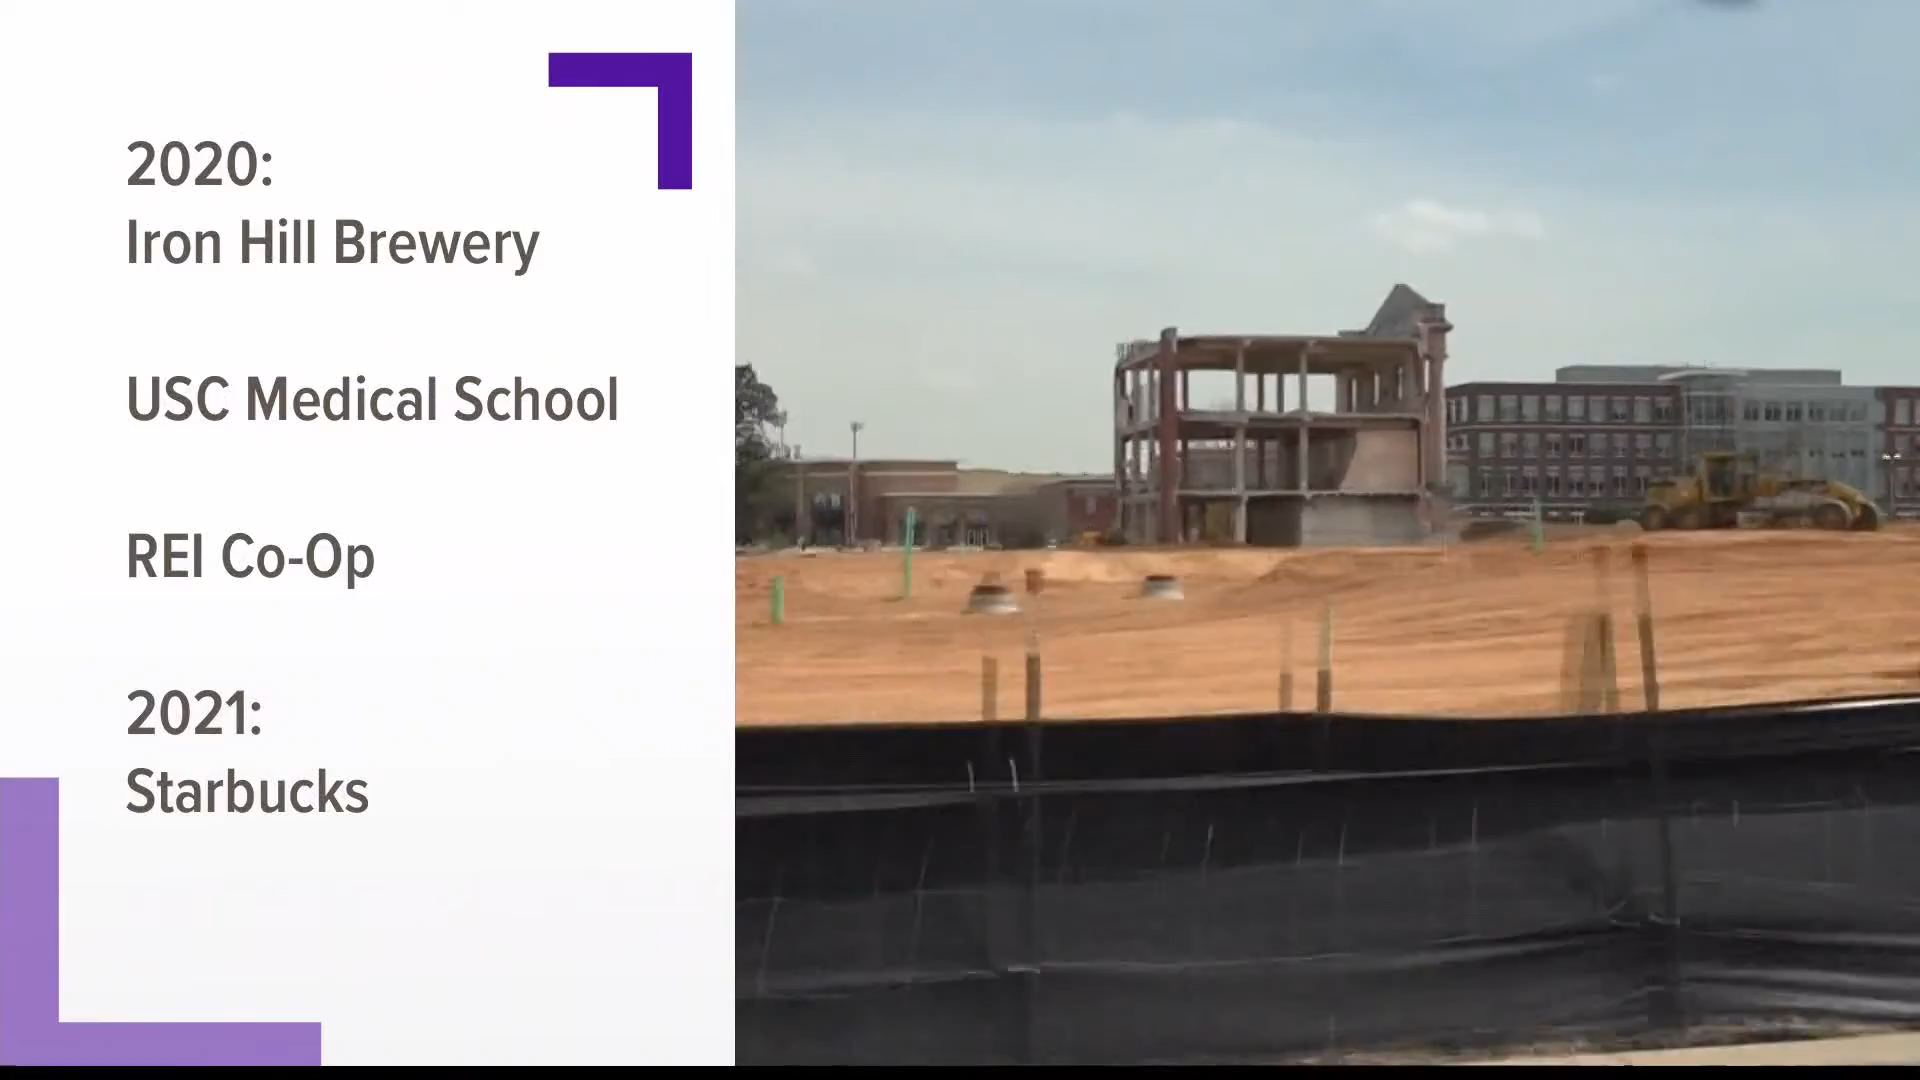 2020:
Iron Hill Brewery
USC Medical School
REI Co-Op
2021:
Starbucks